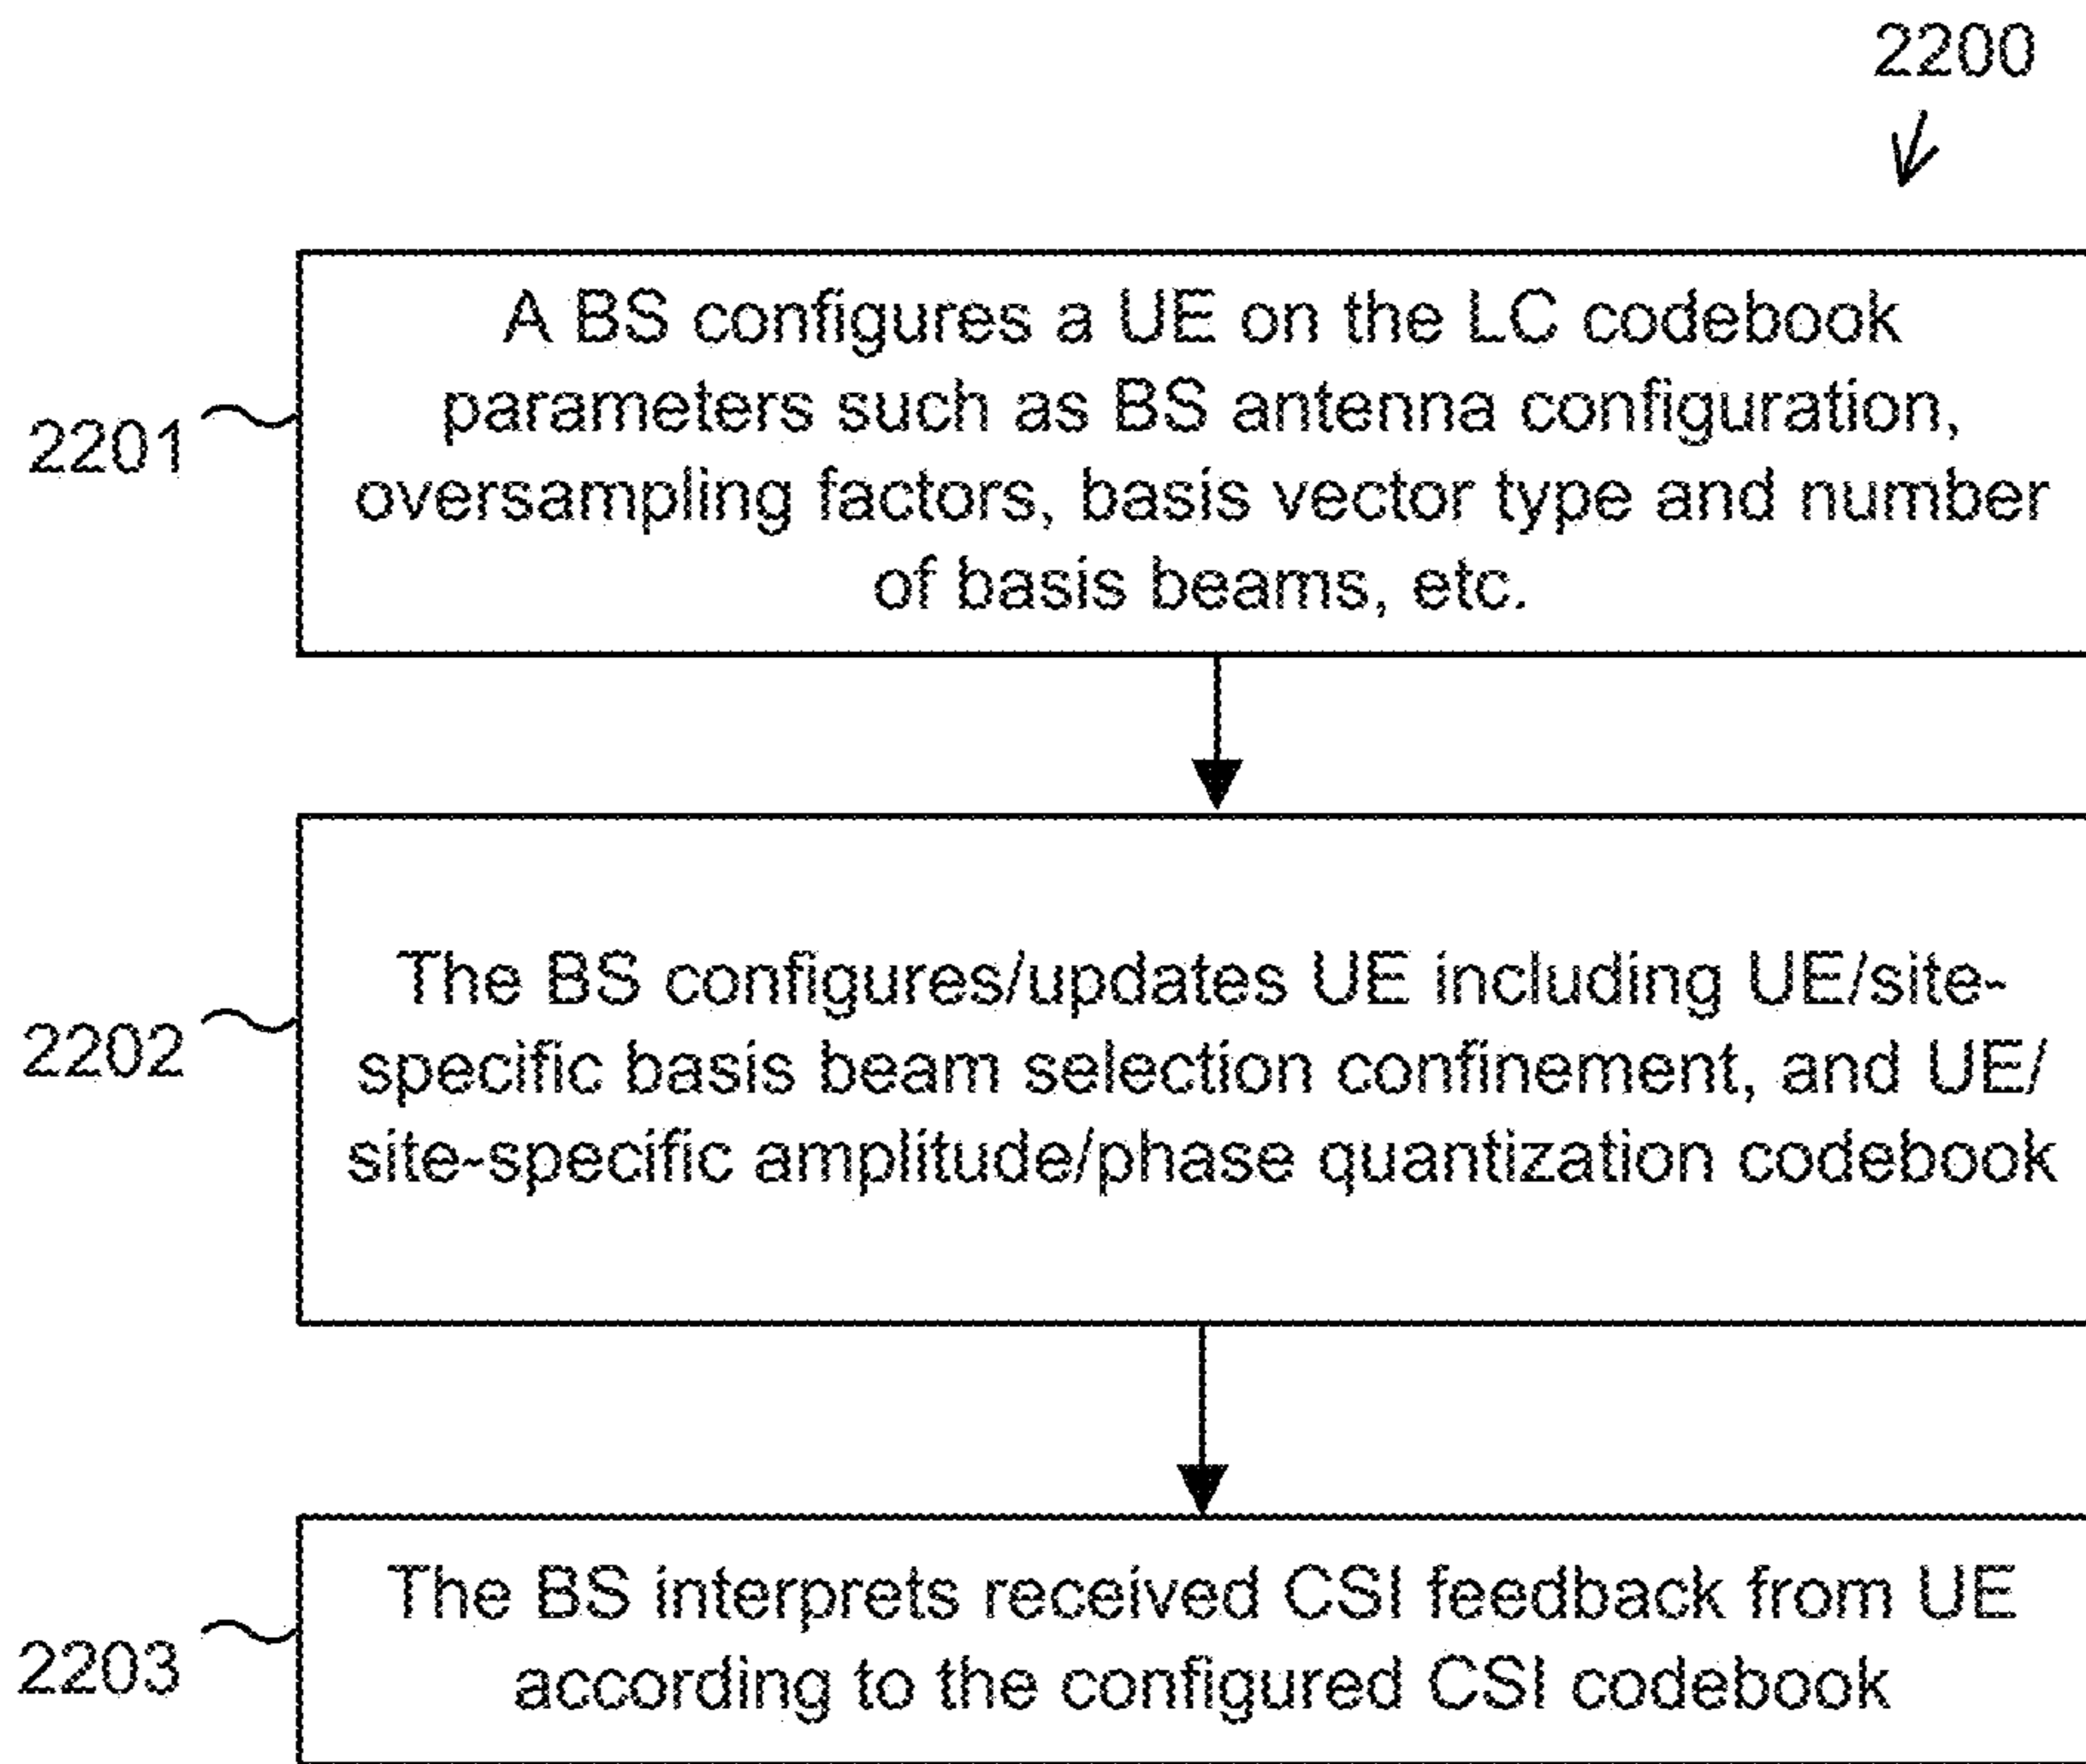 2200
A BS configures a UE on the LC codebook
parameters such as BS antenna configuration,
oversampling factors, basis vector type and number
of basis beams, etc.
2201
The BS configures/updates UE including UE/site-
specific basis beam selection confinement, and UE/
site-specific amplitude/phase quantization codebook
2202
The BS interprets received CSI feedback from UE
according to the configured CSI codebook
2203